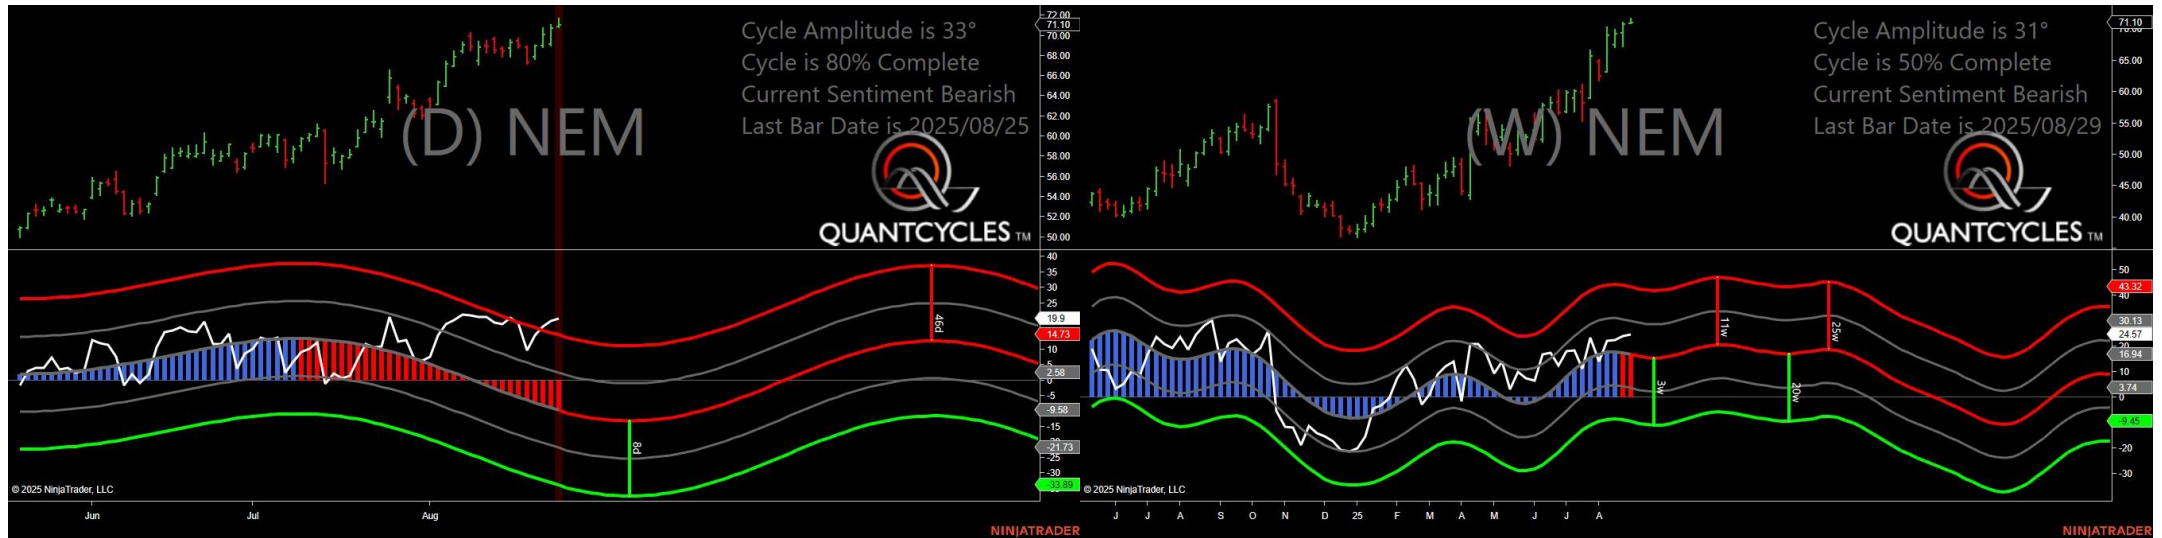 Cycle Amplitude is 33°
Cycle is 80% Complete
Current Sentiment Bearish
Last Bar Date is 2025/08/25
(D) NEM
QUANTCYCLES TM
72.00
71.10
70.00
68.00
66.00
64.00
62.00
60.00
58.00
56.00
54.00
52.00
50.00
40
35
30
25
19.9
14.73
10
5
2.58
0
-5
-9.58
-15
-21.73
-25
-30
-33.89
46d
8d
© 2025 NinjaTrader, LLC
Jun Jul Aug
NINJATRADER
Cycle Amplitude is 31°
Cycle is 50% Complete
Current Sentiment Bearish
Last Bar Date is 2025/08/29
(W) NEM
QUANTCYCLES TM
71.10
70.00
65.00
60.00
55.00
50.00
45.00
40.00
50
43.32
40
30.13
24.57
20
16.94
10
3.74
0
-9.45
-20
-30
3w
11w
20w
25w
© 2025 NinjaTrader, LLC
J J A S O N D 25 F M A M J J A
NINJATRADER